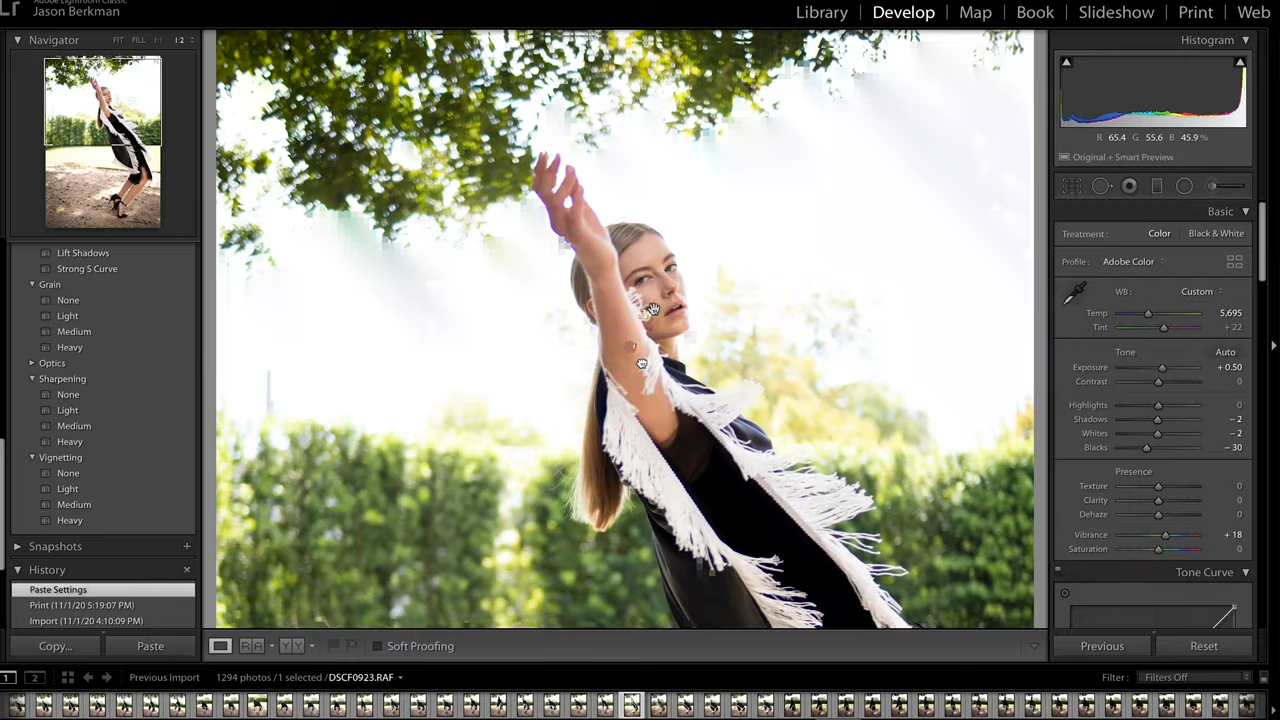 Adobe Lightroom Classic
Lr
Jason Berkman
Library | Develop | Map | Book | Slideshow | Print | Web
Navigator FIT FILL 1:1 1:2
Lift Shadows
Strong S Curve
Grain
None
Light
Medium
Heavy
Optics
Sharpening
None
Light
Medium
Heavy
Vignetting
None
Light
Medium
Heavy
Snapshots +
History ×
Paste Settings
Print (11/1/20 5:19:07 PM)
Import (11/1/20 4:10:09 PM)
Copy... Paste
R A Y Y Soft Proofing
Histogram
R 65.4 G 55.6 B 45.9 %
Original + Smart Preview
Basic
Treatment : Color Black & White
Profile : Adobe Color
WB : Custom
Temp 5,695
Tint + 22
Tone Auto
Exposure + 0.50
Contrast 0
Highlights 0
Shadows − 2
Whites − 2
Blacks − 30
Presence
Texture 0
Clarity 0
Dehaze 0
Vibrance + 18
Saturation 0
Tone Curve
Previous Reset
1 2 Previous Import 1294 photos / 1 selected / DSCF0923.RAF Filter : Filters Off